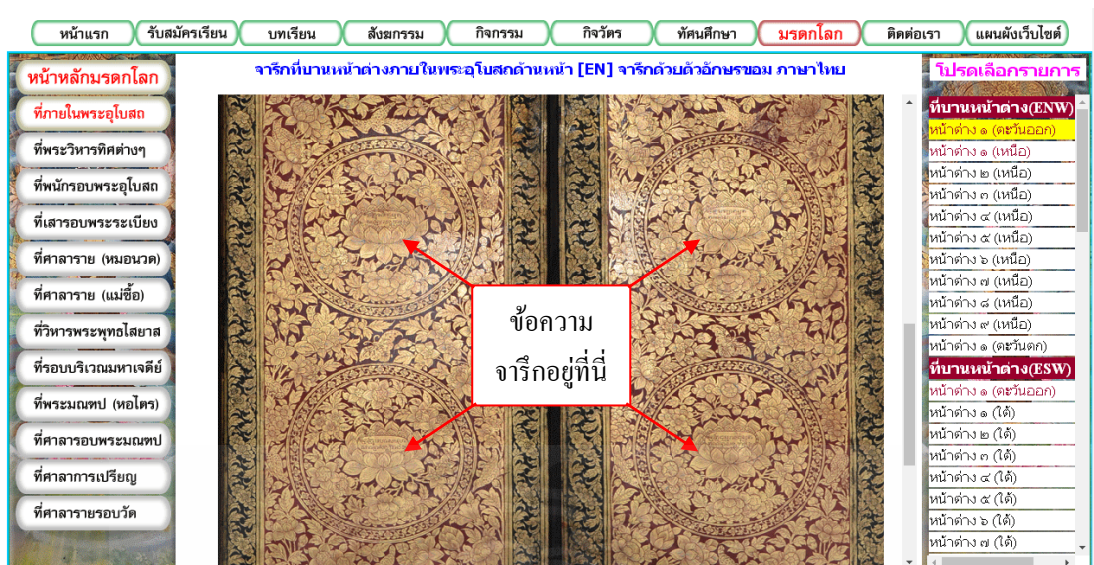 หน้าแรก
รับสมัครเรียน
บทเรียน
สังฆกรรม
กิจกรรม
กิจวัตร
ทัศนศึกษา
มรดกโลก
ติดต่อเรา
แผนผังเว็บไซต์
หน้าหลักมรดกโลก
ที่ภายในพระอุโบสถ
ที่พระวิหารทิศต่างๆ
ที่พนักรอบพระอุโบสถ
ที่เสารอบพระระเบียง
ที่ศาลาราย (หมอนวด)
ที่ศาลาราย (แม่ซื้อ)
ที่วิหารพระพุทธไสยาส
ที่รอบบริเวณมหาเจดีย์
ที่พระมณฑป (หอไตร)
ที่ศาลารอบพระมณฑป
ที่ศาลาการเปรียญ
ที่ศาลารายรอบวัด
จารึกที่บานหน้าต่างภายในพระอุโบสถด้านหน้า [EN] จารึกด้วยตัวอักษรขอม ภาษาไทย
ข้อความ
จารึกอยู่ที่นี่
โปรดเลือกรายการ
ที่บานหน้าต่าง(ENW)
หน้าต่าง ๑ (ตะวันออก)
หน้าต่าง ๑ (เหนือ)
หน้าต่าง ๒ (เหนือ)
หน้าต่าง ๓ (เหนือ)
หน้าต่าง ๔ (เหนือ)
หน้าต่าง ๕ (เหนือ)
หน้าต่าง ๖ (เหนือ)
หน้าต่าง ๗ (เหนือ)
หน้าต่าง ๘ (เหนือ)
หน้าต่าง ๙ (เหนือ)
หน้าต่าง ๑ (ตะวันตก)
ที่บานหน้าต่าง(ESW)
หน้าต่าง ๑ (ตะวันออก)
หน้าต่าง ๑ (ใต้)
หน้าต่าง ๒ (ใต้)
หน้าต่าง ๓ (ใต้)
หน้าต่าง ๔ (ใต้)
หน้าต่าง ๕ (ใต้)
หน้าต่าง ๖ (ใต้)
หน้าต่าง ๗ (ใต้)